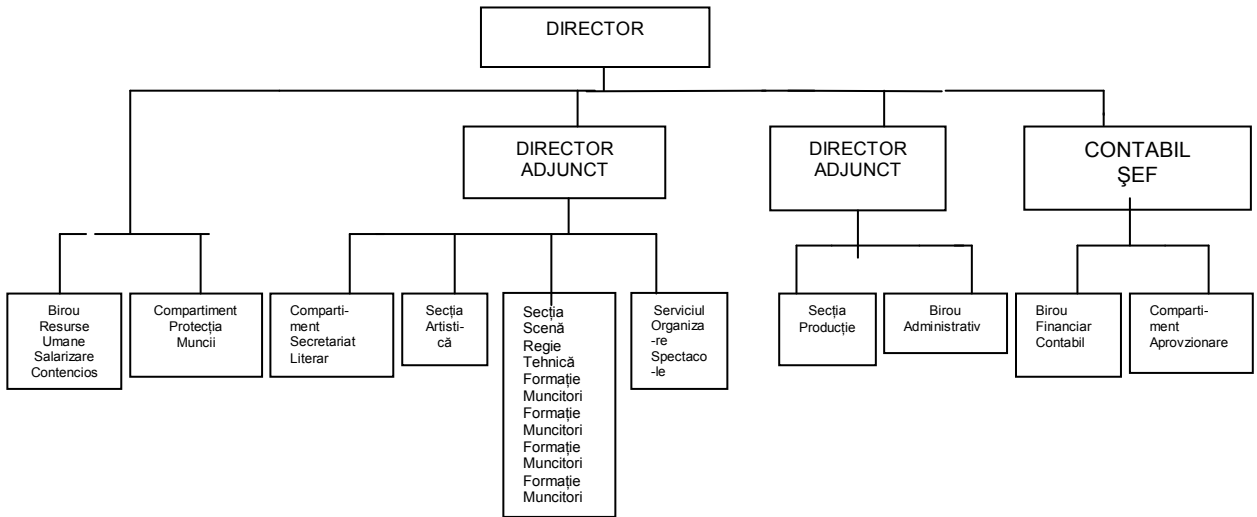 DIRECTOR
DIRECTOR
ADJUNCT
DIRECTOR
ADJUNCT
CONTABIL
ŞEF
Birou
Resurse
Umane
Salarizare
Contencios
Compartiment
Protecția
Muncii
Comparti-
ment
Secretariat
Literar
Secția
Artisti-
că
Secția
Scenă
Regie
Tehnică
Formație
Muncitori
Formație
Muncitori
Formație
Muncitori
Formație
Muncitori
Serviciul
Organiza-
-re
Spectaco-
-le
Secția
Producție
Birou
Administrativ
Birou
Financiar
Contabil
Comparti-
ment
Aprovzionare